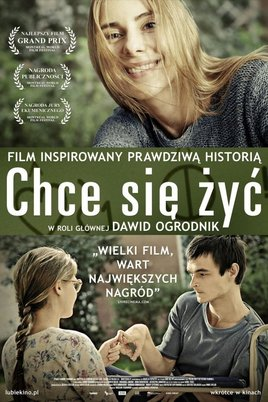 NAJLEPSZY FILM
GRAND PRIX
MONTREAL WORLD
FILM FESTIVAL
NAGRODA
PUBLICZNOŚCI
MONTREAL WORLD
FILM FESTIVAL
NAGRODA JURY
EKUMENICZNEGO
MONTREAL WORLD
FILM FESTIVAL
FILM INSPIROWANY PRAWDZIWĄ HISTORIĄ
Chce się żyć
W ROLI GŁÓWNEJ DAWID OGRODNIK
„WIELKI FILM,
WART
NAJWIĘKSZYCH
NAGRÓD”
lubiekino.pl
wkrótce w kinach